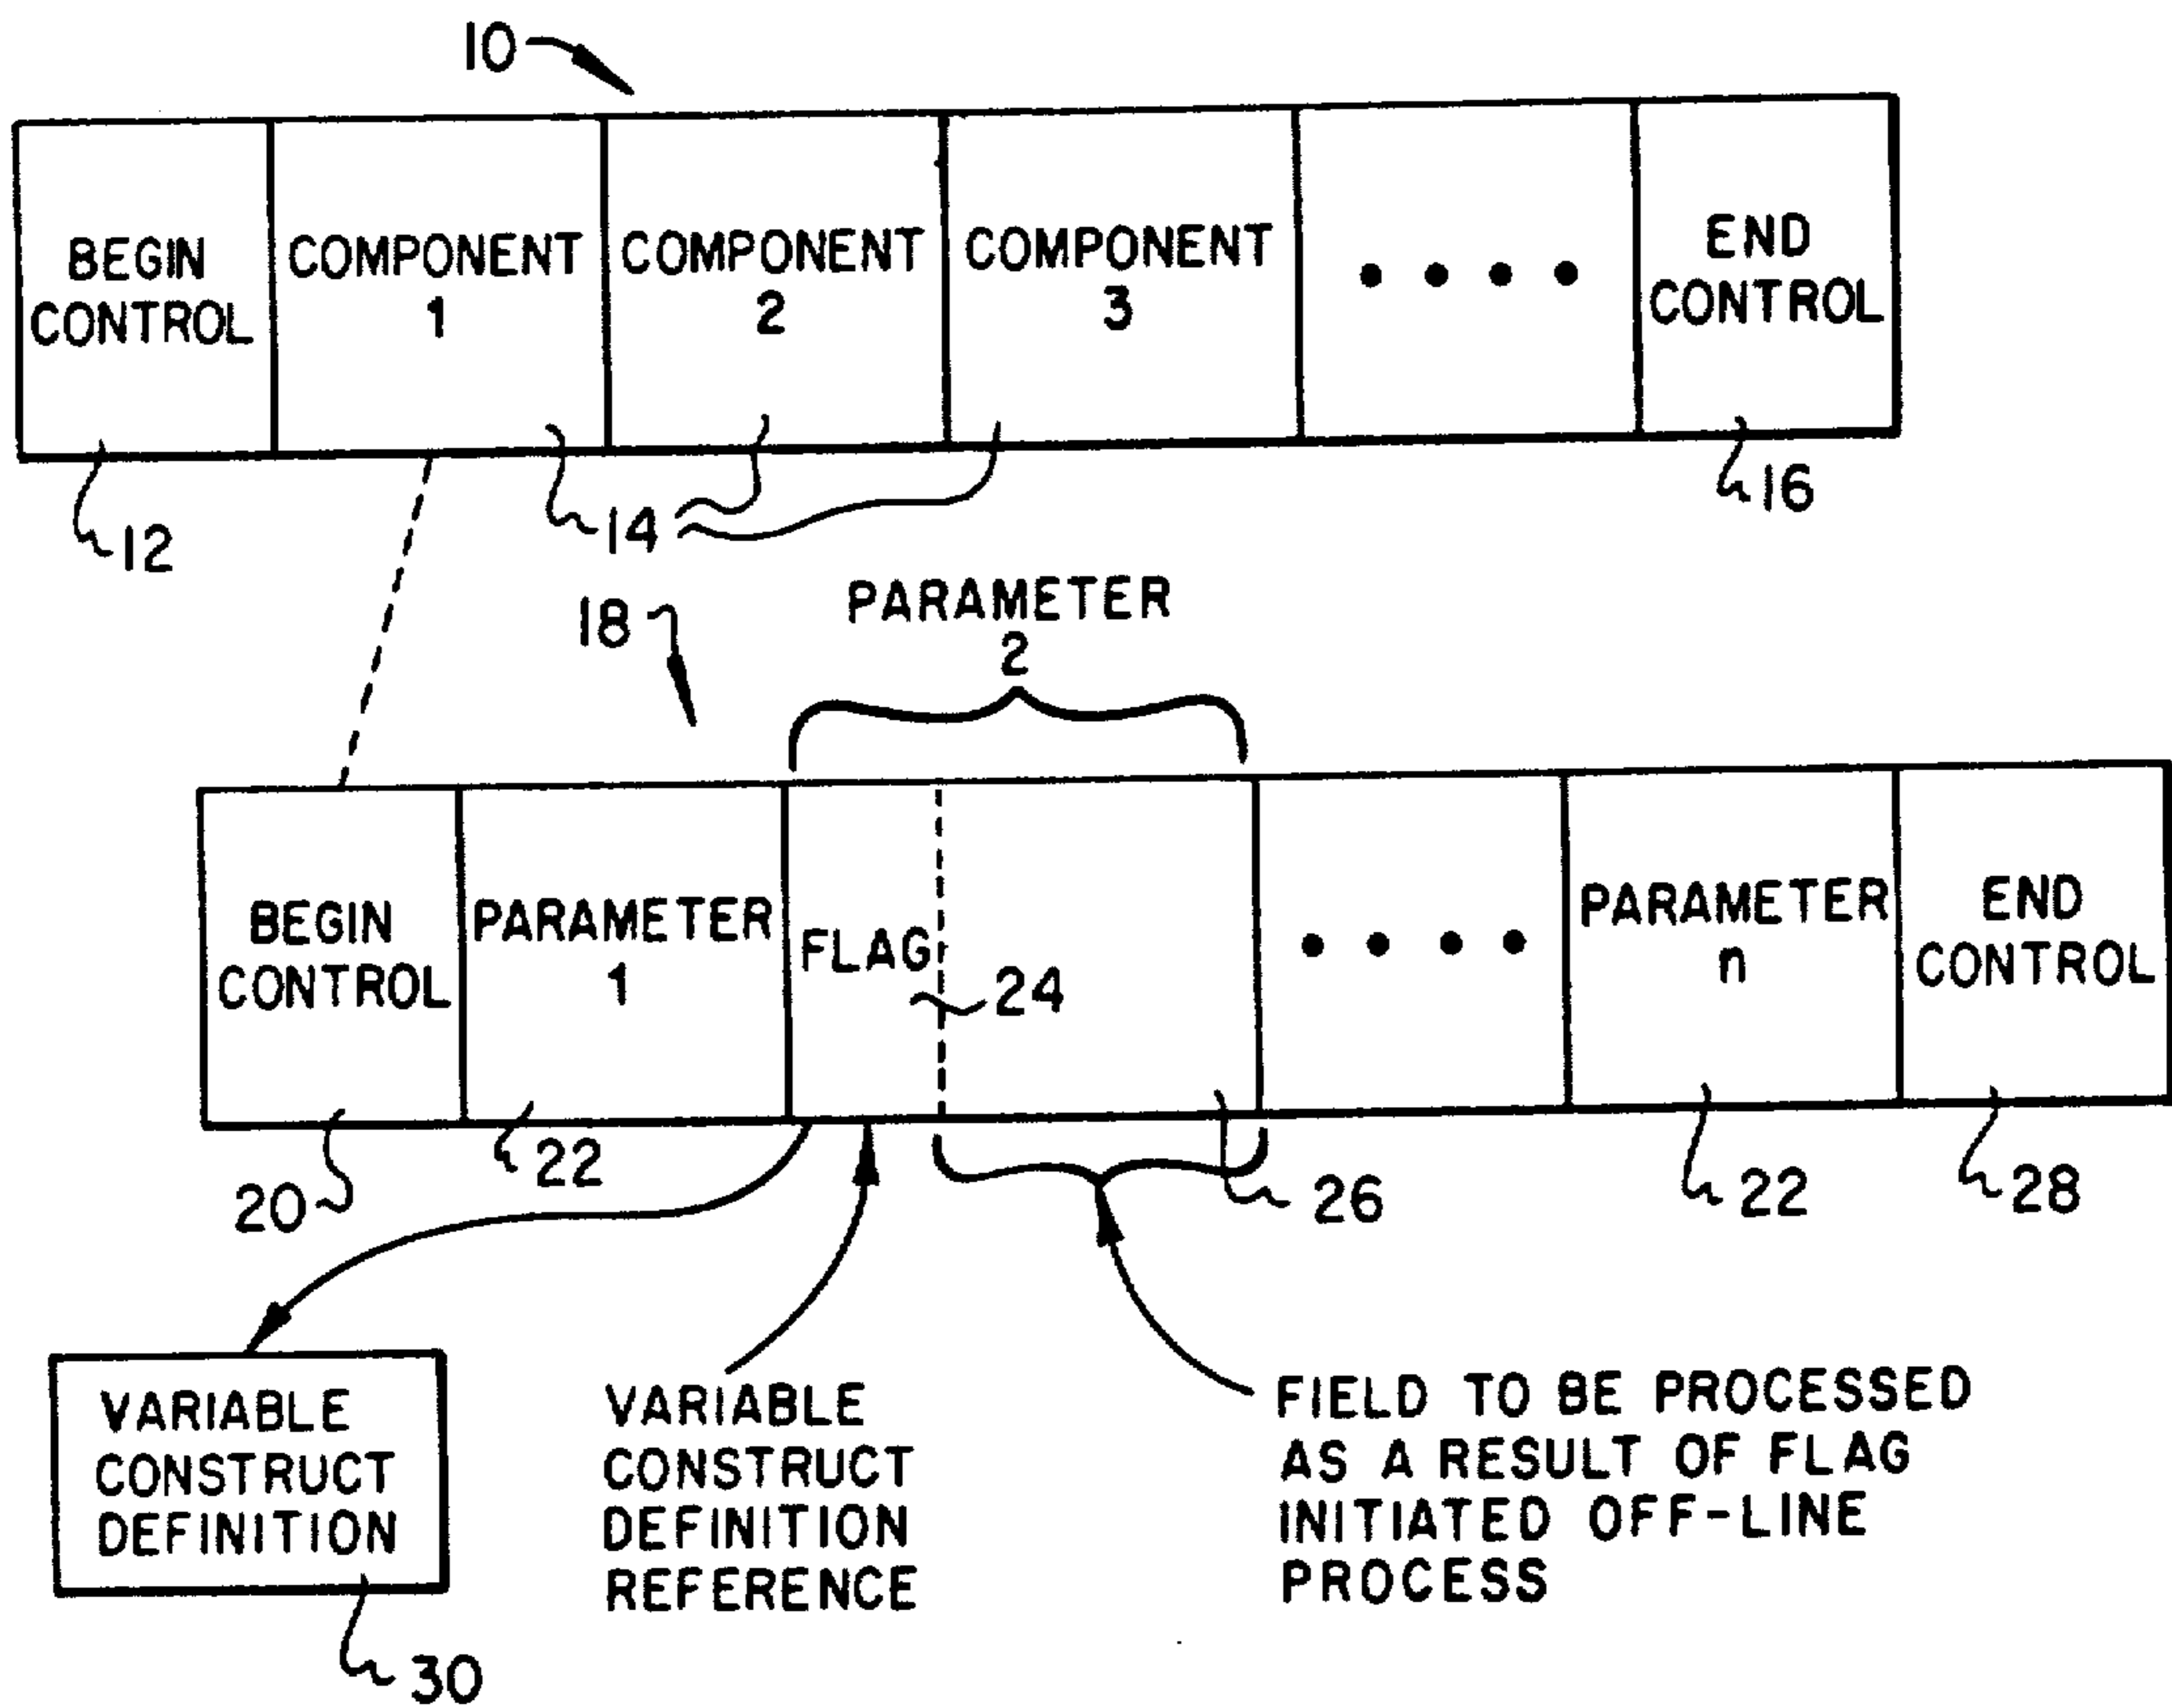 10
BEGIN
CONTROL
COMPONENT
1
COMPONENT
2
COMPONENT
3
• • • •
END
CONTROL
12
14
16
18
PARAMETER
2
BEGIN
CONTROL
PARAMETER
1
FLAG
24
• • • •
PARAMETER
n
END
CONTROL
20
22
26
22
28
VARIABLE
CONSTRUCT
DEFINITION
30
VARIABLE
CONSTRUCT
DEFINITION
REFERENCE
FIELD TO BE PROCESSED
AS A RESULT OF FLAG
INITIATED OFF-LINE
PROCESS